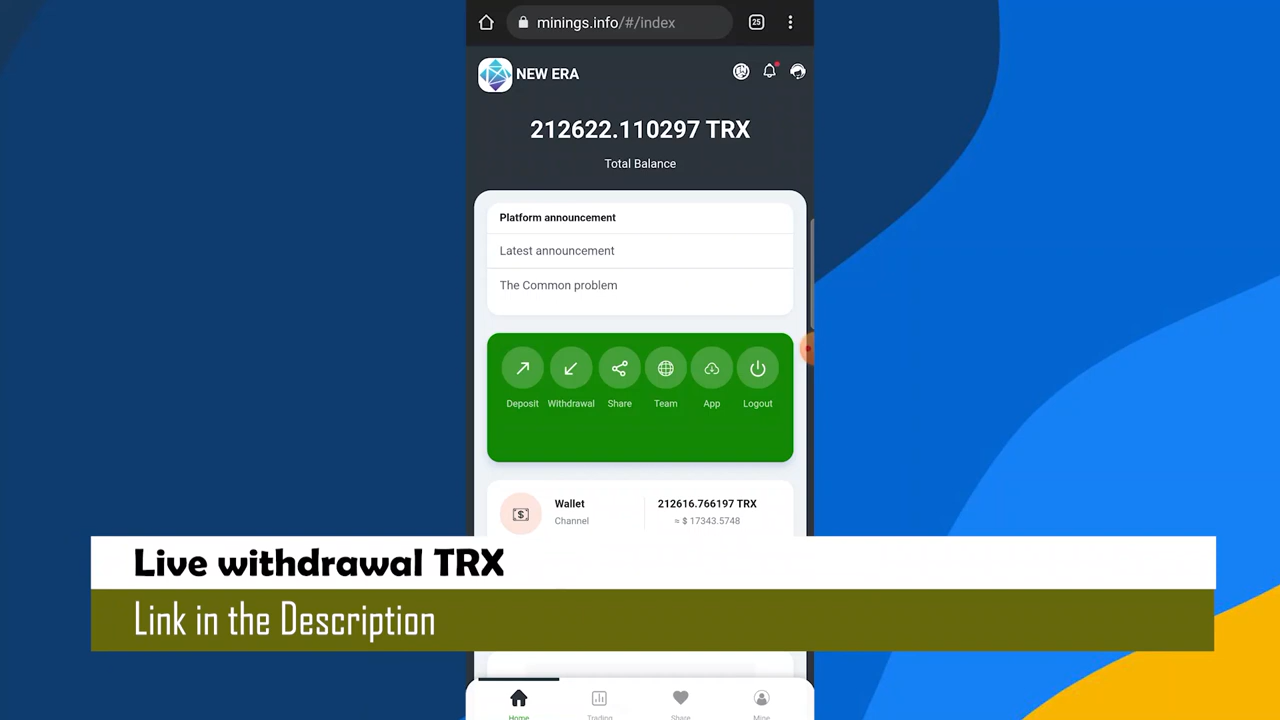 minings.info/#/index
25
NEW ERA
212622.110297 TRX
Total Balance
Platform announcement
Latest announcement
The Common problem
Deposit Withdrawal Share Team App Logout
Wallet 212616.766197 TRX
Channel ≈ $ 17343.5748
Live withdrawal TRX
Link in the Description
Home Trading Share Mine